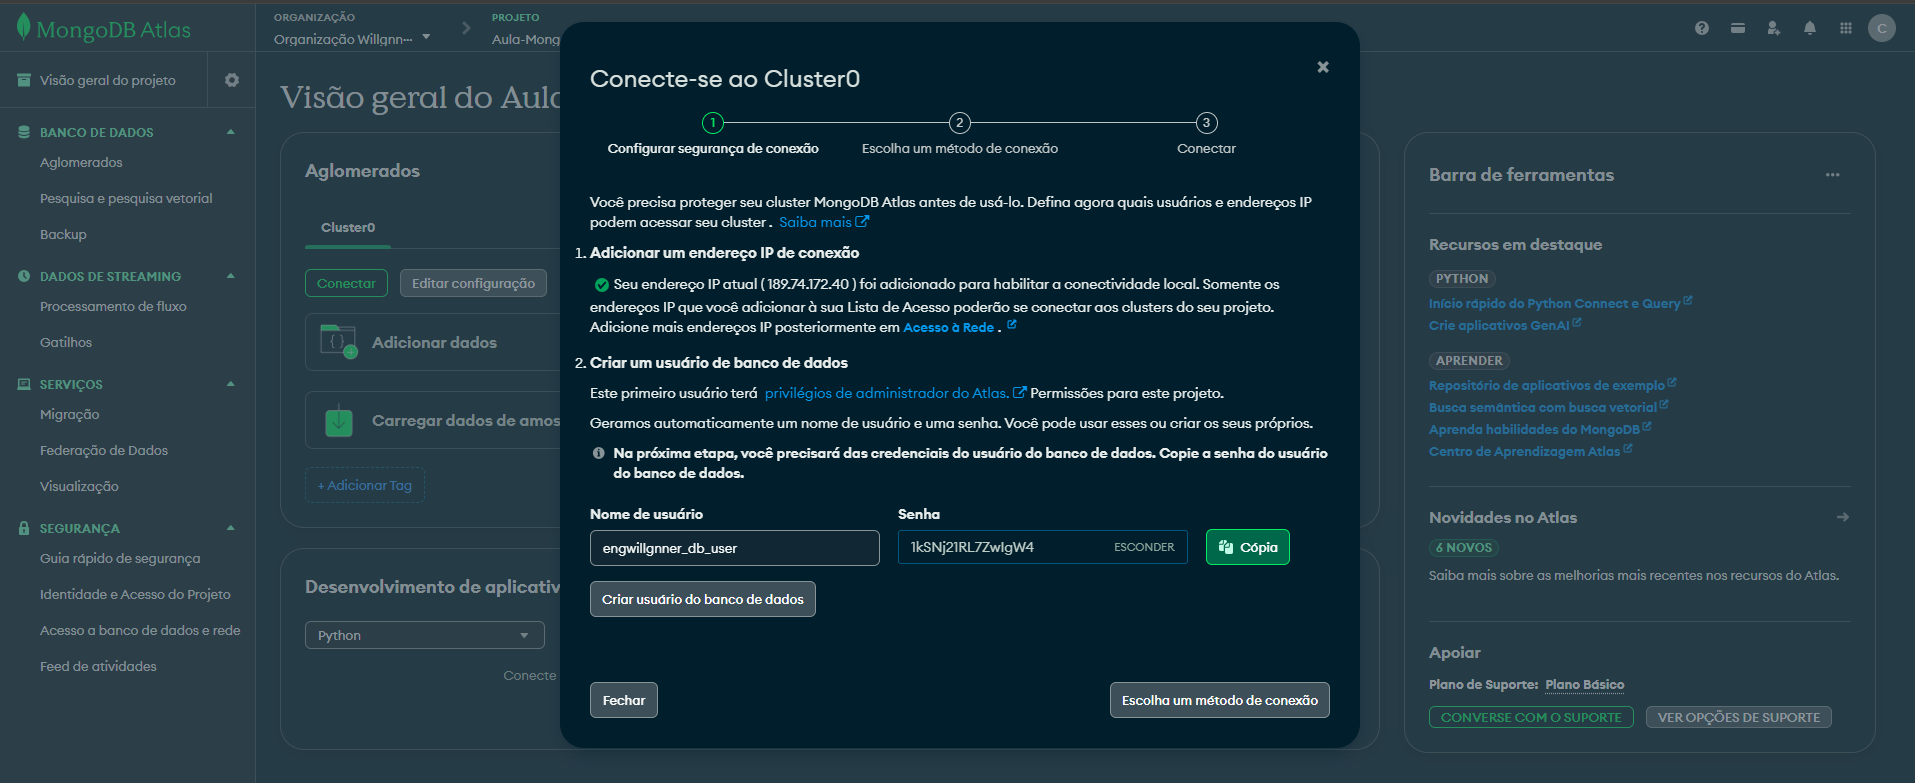 MongoDB Atlas
ORGANIZAÇÃO
Organização Willgnn---
PROJETO
Aula-Mong
C
Visão geral do projeto
BANCO DE DADOS
Aglomerados
Pesquisa e pesquisa vetorial
Backup
DADOS DE STREAMING
Processamento de fluxo
Gatilhos
SERVIÇOS
Migração
Federação de Dados
Visualização
SEGURANÇA
Guia rápido de segurança
Identidade e Acesso do Projeto
Acesso a banco de dados e rede
Feed de atividades
Visão geral do Aula
Aglomerados
Cluster0
Conectar
Editar configuração
Adicionar dados
Carregar dados de amos
+ Adicionar Tag
Desenvolvimento de aplicativ
Python
Conecte
Conecte-se ao Cluster0
1
2
3
Configurar segurança de conexão
Escolha um método de conexão
Conectar
Você precisa proteger seu cluster MongoDB Atlas antes de usá-lo. Defina agora quais usuários e endereços IP
podem acessar seu cluster . Saiba mais
1. Adicionar um endereço IP de conexão
Seu endereço IP atual ( 189.74.172.40 ) foi adicionado para habilitar a conectividade local. Somente os
endereços IP que você adicionar à sua Lista de Acesso poderão se conectar aos clusters do seu projeto.
Adicione mais endereços IP posteriormente em Acesso à Rede .
2. Criar um usuário de banco de dados
Este primeiro usuário terá privilégios de administrador do Atlas. Permissões para este projeto.
Geramos automaticamente um nome de usuário e uma senha. Você pode usar esses ou criar os seus próprios.
Na próxima etapa, você precisará das credenciais do usuário do banco de dados. Copie a senha do usuário
do banco de dados.
Nome de usuário
Senha
engwillgnner_db_user
1kSNj21RL7ZwIgW4
ESCONDER
Cópia
Criar usuário do banco de dados
Fechar
Escolha um método de conexão
Barra de ferramentas
Recursos em destaque
PYTHON
Início rápido do Python Connect e Query
Crie aplicativos GenAI
APRENDER
Repositório de aplicativos de exemplo
Busca semântica com busca vetorial
Aprenda habilidades do MongoDB
Centro de Aprendizagem Atlas
Novidades no Atlas
6 NOVOS
Saiba mais sobre as melhorias mais recentes nos recursos do Atlas.
Apoiar
Plano de Suporte: Plano Básico
CONVERSE COM O SUPORTE
VER OPÇÕES DE SUPORTE